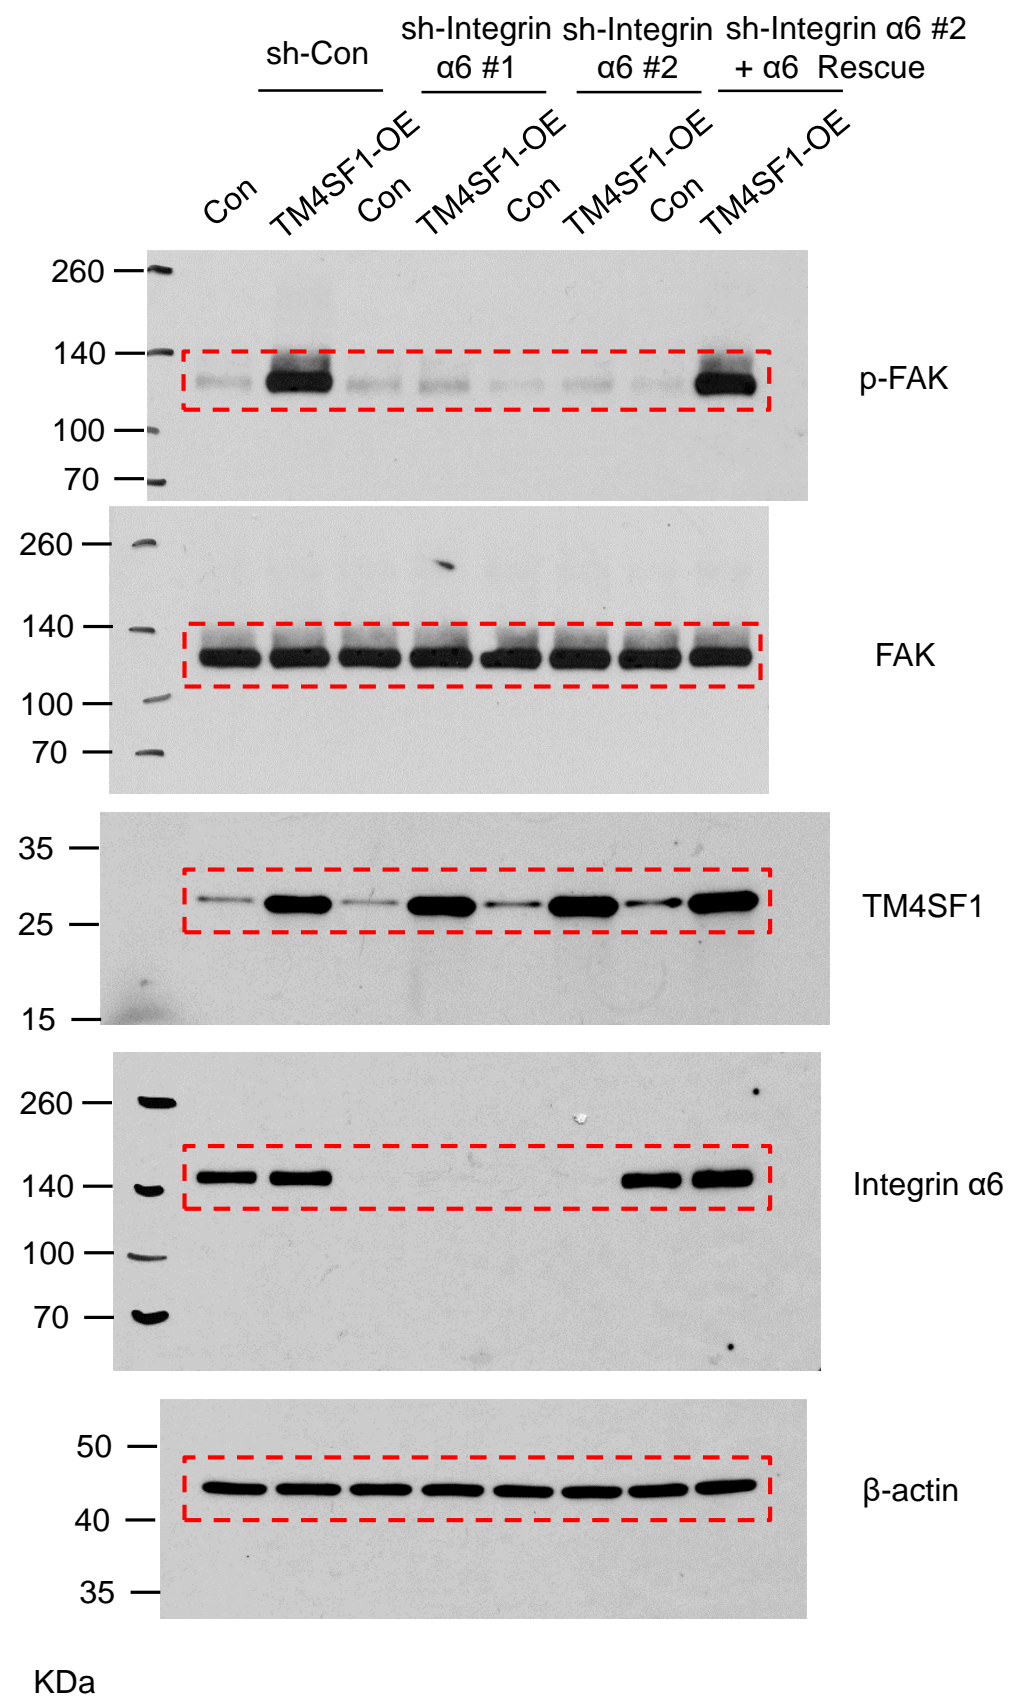 sh-Con
sh-Integrin α6 #1
sh-Integrin α6 #2
sh-Integrin α6 #2 + α6 Rescue
Con
TM4SF1-OE
Con
TM4SF1-OE
Con
TM4SF1-OE
Con
TM4SF1-OE
260
140
100
70
p-FAK
260
140
100
70
FAK
35
25
15
TM4SF1
260
140
100
70
Integrin α6
50
40
35
β-actin
KDa